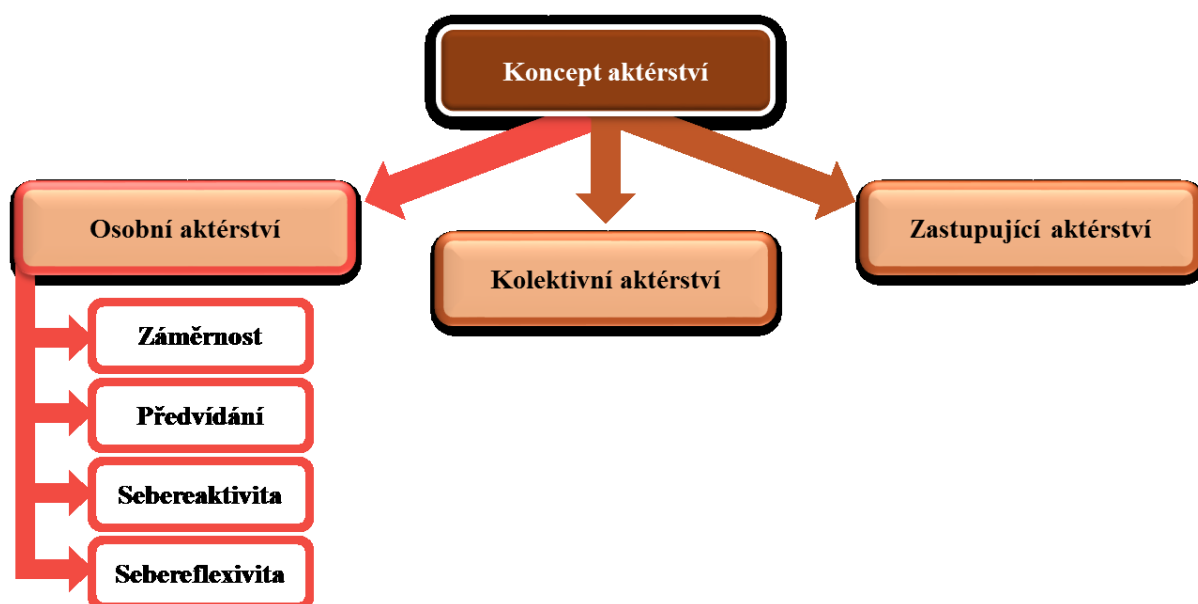 Koncept aktérství
Osobní aktérství
Kolektivní aktérství
Zastupující aktérství
Záměrnost
Předvídání
Sebereaktivita
Sebereflexivita